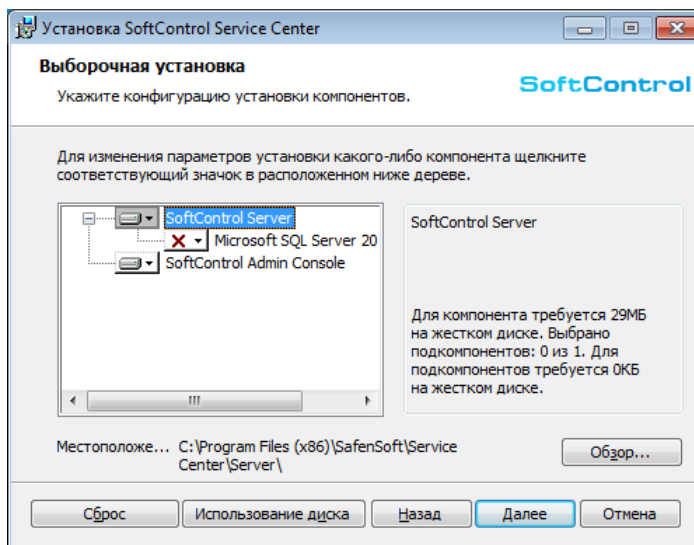 Установка SoftControl Service Center
Выборочная установка
Укажите конфигурацию установки компонентов.
SoftControl
Для изменения параметров установки какого-либо компонента щелкните
соответствующий значок в расположенном ниже дереве.
SoftControl Server
Microsoft SQL Server 20
SoftControl Admin Console
SoftControl Server
Для компонента требуется 29МБ
на жестком диске. Выбрано
подкомпонентов: 0 из 1. Для
подкомпонентов требуется 0КБ
на жестком диске.
Местоположе... C:\Program Files (x86)\SafenSoft\Service
Center\Server\
Обзор...
Сброс Использование диска Назад Далее Отмена